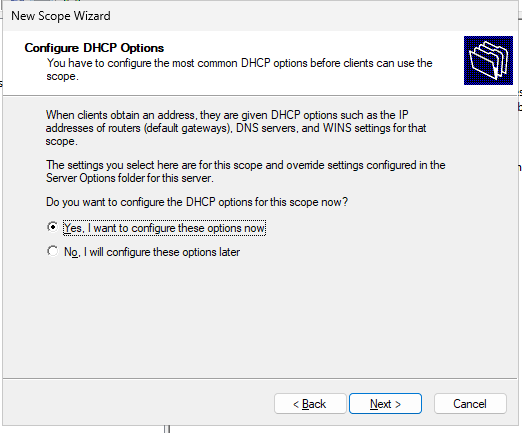 New Scope Wizard
Configure DHCP Options
You have to configure the most common DHCP options before clients can use the
scope.
When clients obtain an address, they are given DHCP options such as the IP
addresses of routers (default gateways), DNS servers, and WINS settings for that
scope.
The settings you select here are for this scope and override settings configured in the
Server Options folder for this server.
Do you want to configure the DHCP options for this scope now?
Yes, I want to configure these options now
No, I will configure these options later
< Back
Next >
Cancel